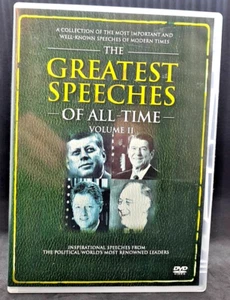 A COLLECTION OF THE MOST IMPORTANT AND
WELL-KNOWN SPEECHES OF MODERN TIMES
THE
GREATEST
SPEECHES
OF ALL TIME
VOLUME II
INSPIRATIONAL SPEECHES FROM
THE POLITICAL WORLD'S MOST RENOWNED LEADERS
DVD